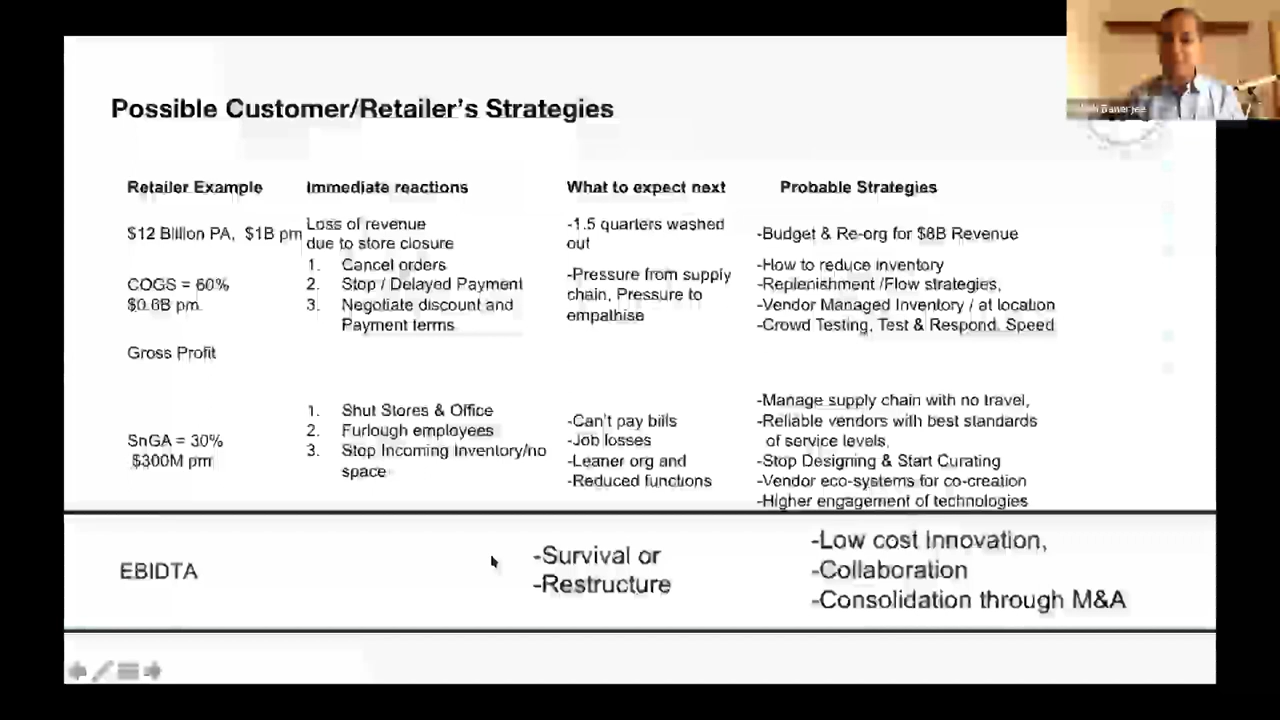 Possible Customer/Retailer's Strategies
Banerjee
Retailer Example
Immediate reactions
What to expect next
Probable Strategies
$12 Billion PA, $1B pm
Loss of revenue
due to store closure
-1.5 quarters washed
out
-Budget & Re-org for $8B Revenue
COGS = 60%
$0.6B pm
1. Cancel orders
2. Stop / Delayed Payment
3. Negotiate discount and
Payment terms
-Pressure from supply
chain, Pressure to
empathise
-How to reduce inventory
-Replenishment /Flow strategies,
-Vendor Managed Inventory / at location
-Crowd Testing, Test & Respond. Speed
Gross Profit
SnGA = 30%
$300M pm
1. Shut Stores & Office
2. Furlough employees
3. Stop Incoming Inventory/no
space
-Can't pay bills
-Job losses
-Leaner org and
-Reduced functions
-Manage supply chain with no travel,
-Reliable vendors with best standards
of service levels,
-Stop Designing & Start Curating
-Vendor eco-systems for co-creation
-Higher engagement of technologies
EBIDTA
-Survival or
-Restructure
-Low cost innovation,
-Collaboration
-Consolidation through M&A